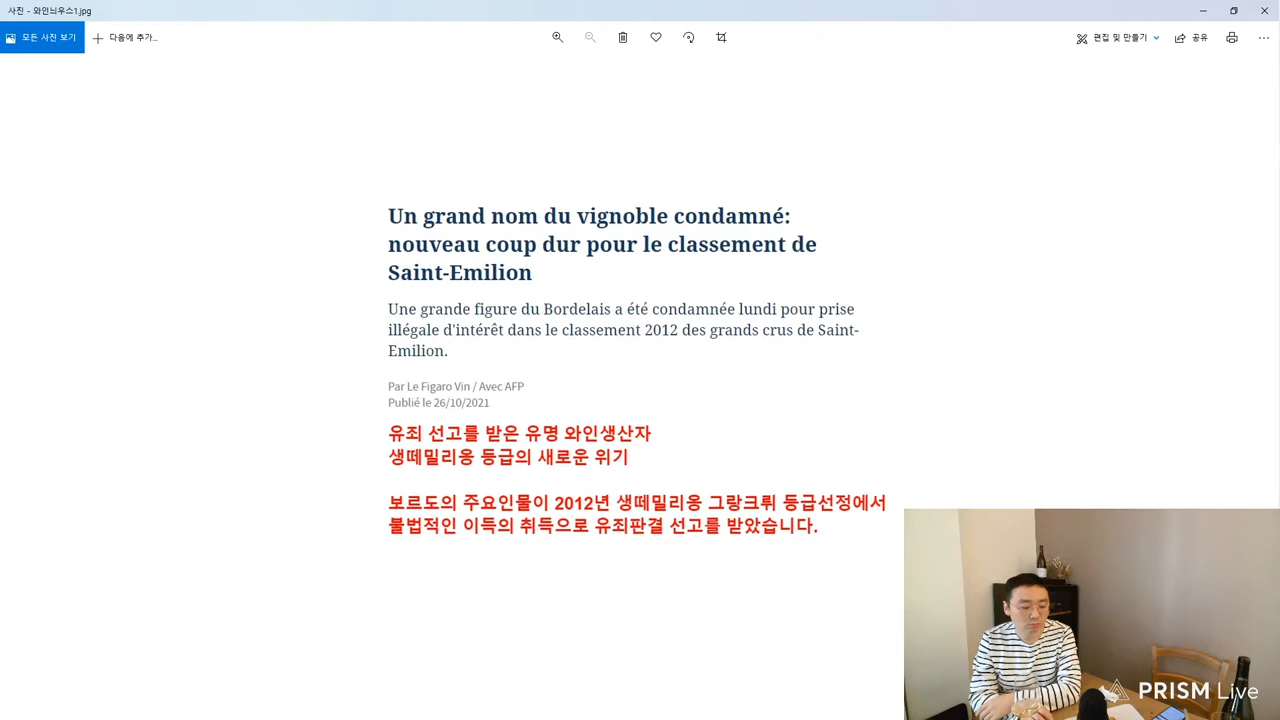 사진 - 와인늬우스1.jpg
모든 사진 보기
다음에 추가...
편집 및 만들기
공유
Un grand nom du vignoble condamné:
nouveau coup dur pour le classement de
Saint-Emilion
Une grande figure du Bordelais a été condamnée lundi pour prise
illégale d'intérêt dans le classement 2012 des grands crus de Saint-
Emilion.
Par Le Figaro Vin / Avec AFP
Publié le 26/10/2021
유죄 선고를 받은 유명 와인생산자
생떼밀리옹 등급의 새로운 위기
보르도의 주요인물이 2012년 생떼밀리옹 그랑크뤼 등급선정에서
불법적인 이득의 취득으로 유죄판결 선고를 받았습니다.
PRISM Live